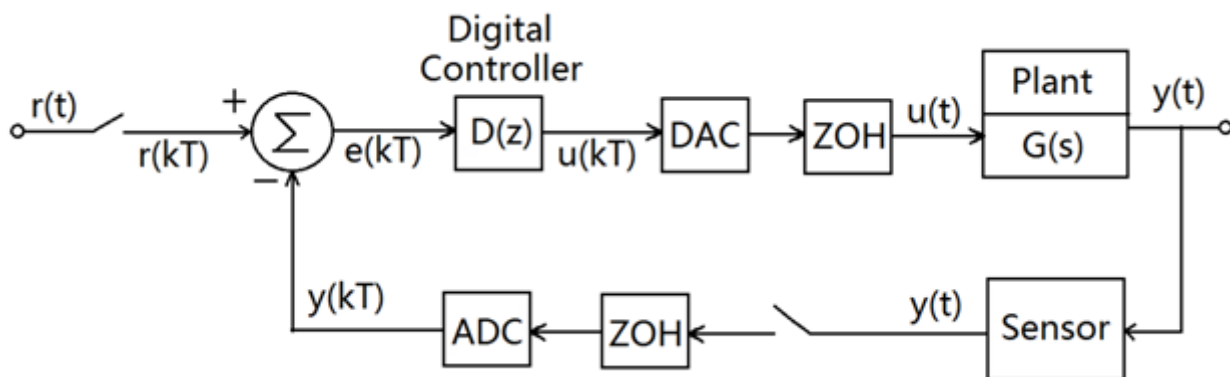 Digital
Controller
r(t)
r(kT)
+
−
Σ
e(kT)
D(z)
u(kT)
DAC
ZOH
u(t)
Plant
G(s)
y(t)
y(kT)
ADC
ZOH
y(t)
Sensor